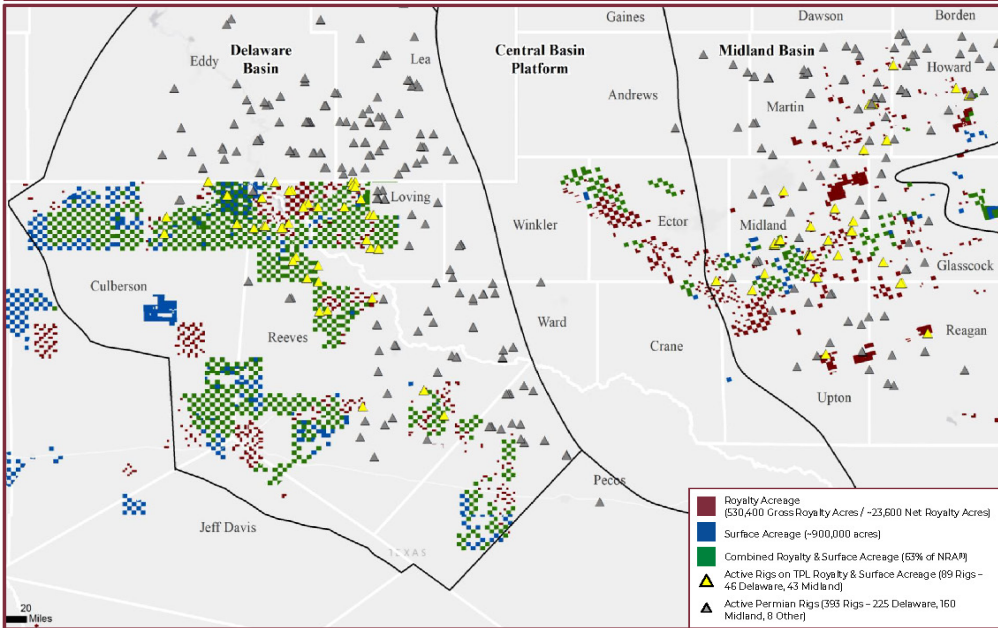 Gaines
Dawson
Borden
Delaware
Basin
Eddy
Lea
Central Basin
Platform
Midland Basin
Howard
Andrews
Martin
Loving
Winkler
Ector
Midland
Glasscock
Culberson
Reeves
Ward
Crane
Reagan
Upton
Pecos
Jeff Davis
TEXAS
20
Miles
Royalty Acreage
(530,400 Gross Royalty Acres / ~23,600 Net Royalty Acres)
Surface Acreage (~900,000 acres)
Combined Royalty & Surface Acreage (63% of NRA⁽¹⁾)
Active Rigs on TPL Royalty & Surface Acreage (89 Rigs –
46 Delaware, 43 Midland)
Active Permian Rigs (393 Rigs – 225 Delaware, 160
Midland, 8 Other)